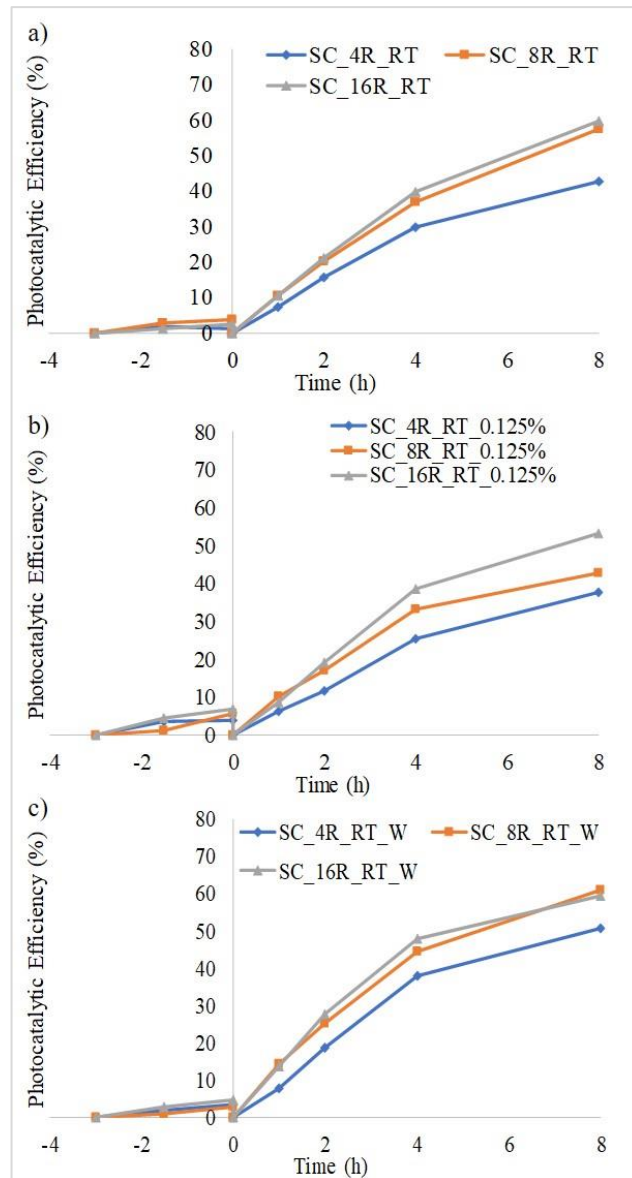 a)
SC_4R_RT
SC_8R_RT
SC_16R_RT
Photocatalytic Efficiency (%)
80
70
60
50
40
30
20
10
0
-4
-2
0
2
4
6
8
Time (h)
b)
SC_4R_RT_0.125%
SC_8R_RT_0.125%
SC_16R_RT_0.125%
Photocatalytic Efficiency (%)
80
70
60
50
40
30
20
10
0
-4
-2
0
2
4
6
8
Time (h)
c)
SC_4R_RT_W
SC_8R_RT_W
SC_16R_RT_W
Photocatalytic Efficiency (%)
80
70
60
50
40
30
20
10
0
-4
-2
0
2
4
6
8
Time (h)